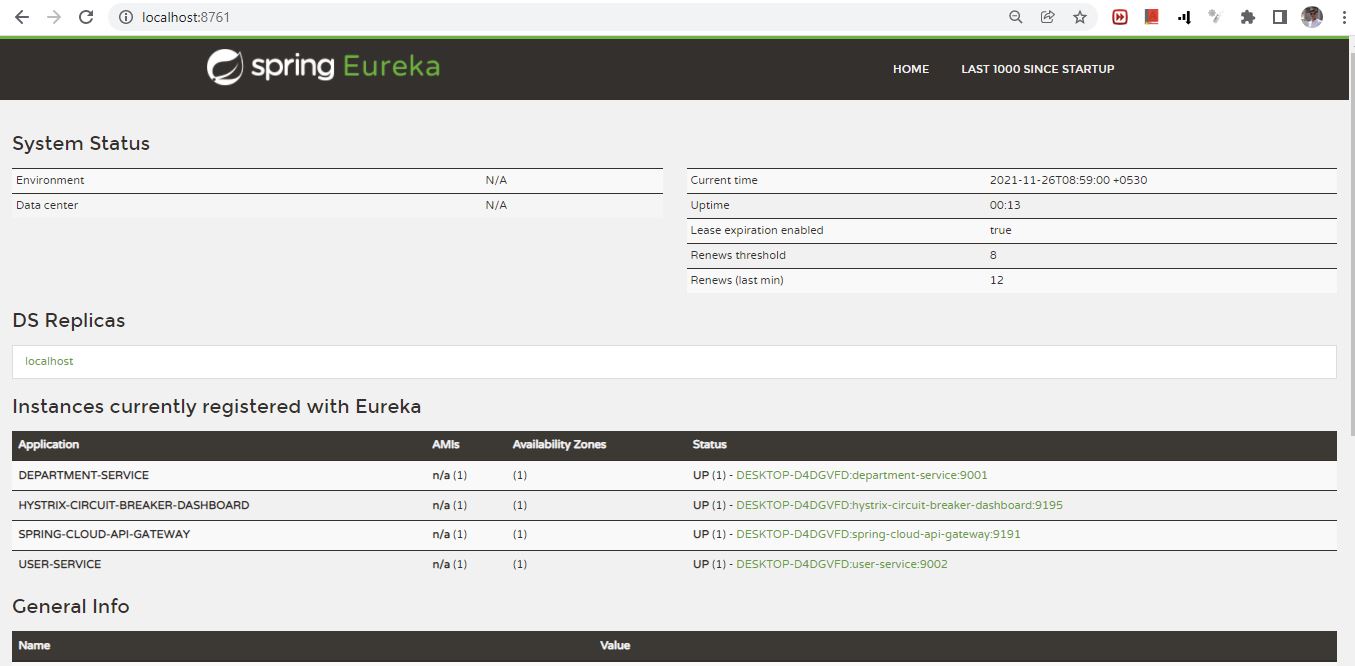 localhost:8761
spring Eureka
HOME LAST 1000 SINCE STARTUP
System Status
Environment N/A
Data center N/A
Current time 2021-11-26T08:59:00 +0530
Uptime 00:13
Lease expiration enabled true
Renews threshold 8
Renews (last min) 12
DS Replicas
localhost
Instances currently registered with Eureka
Application AMIs Availability Zones Status
DEPARTMENT-SERVICE n/a (1) (1) UP (1) - DESKTOP-D4DGVFD:department-service:9001
HYSTRIX-CIRCUIT-BREAKER-DASHBOARD n/a (1) (1) UP (1) - DESKTOP-D4DGVFD:hystrix-circuit-breaker-dashboard:9195
SPRING-CLOUD-API-GATEWAY n/a (1) (1) UP (1) - DESKTOP-D4DGVFD:spring-cloud-api-gateway:9191
USER-SERVICE n/a (1) (1) UP (1) - DESKTOP-D4DGVFD:user-service:9002
General Info
Name Value